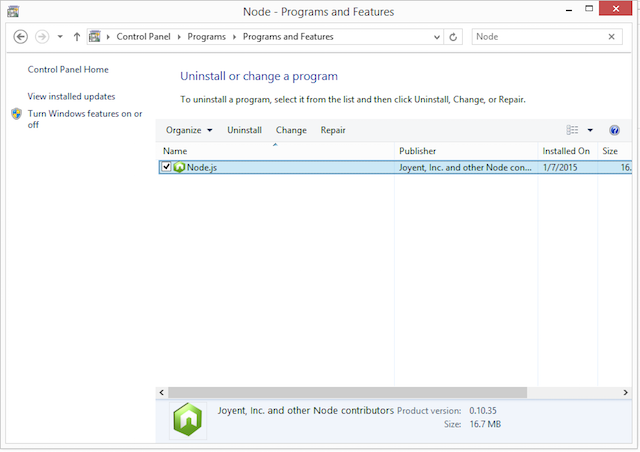 Node - Programs and Features
Control Panel Programs Programs and Features
Node
Control Panel Home
View installed updates
Turn Windows features on or
off
Uninstall or change a program
To uninstall a program, select it from the list and then click Uninstall, Change, or Repair.
Organize Uninstall Change Repair
Name Publisher Installed On Size
Node.js Joyent, Inc. and other Node con... 1/7/2015 16.
Joyent, Inc. and other Node contributors Product version: 0.10.35
Size: 16.7 MB